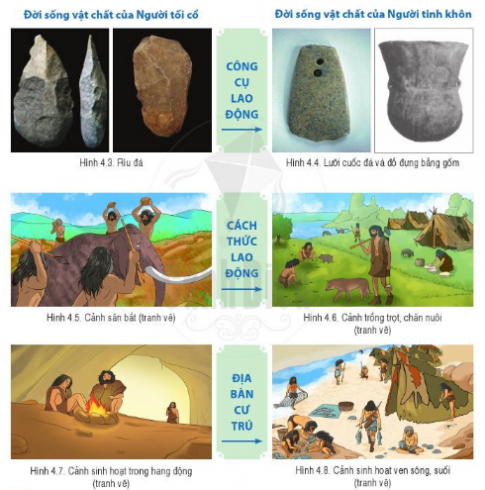 Đời sống vật chất của Người tối cổ
Đời sống vật chất của Người tinh khôn
CÔNG
CỤ
LAO
ĐỘNG
Hình 4.3. Rìu đá
Hình 4.4. Lưỡi cuốc đá và đồ đựng bằng gốm
CÁCH
THỨC
LAO
ĐỘNG
Hình 4.5. Cảnh săn bắt (tranh vẽ)
Hình 4.6. Cảnh trồng trọt, chăn nuôi
(tranh vẽ)
ĐỊA
BÀN
CƯ
TRÚ
Hình 4.7. Cảnh sinh hoạt trong hang động
(tranh vẽ)
Hình 4.8. Cảnh sinh hoạt ven sông, suối
(tranh vẽ)